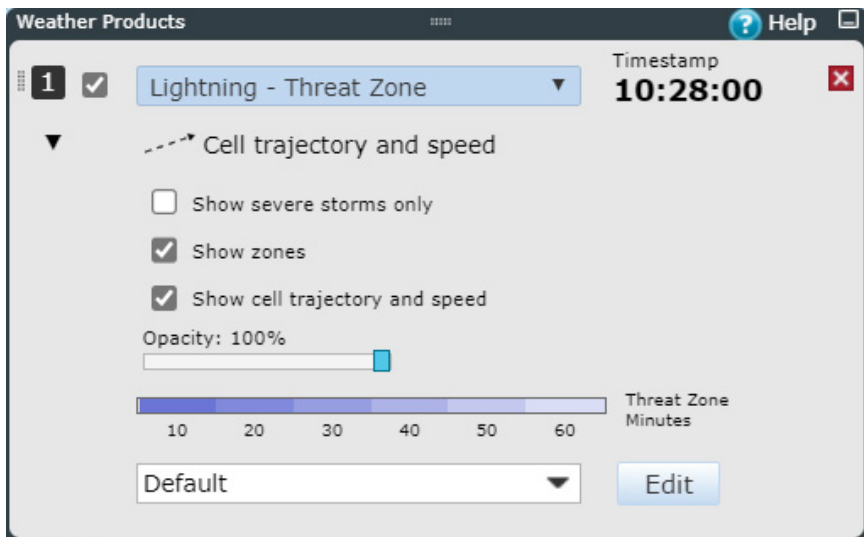 Weather Products
? Help
1
Lightning - Threat Zone
Timestamp
10:28:00
Cell trajectory and speed
Show severe storms only
Show zones
Show cell trajectory and speed
Opacity: 100%
10 20 30 40 50 60
Threat Zone
Minutes
Default
Edit